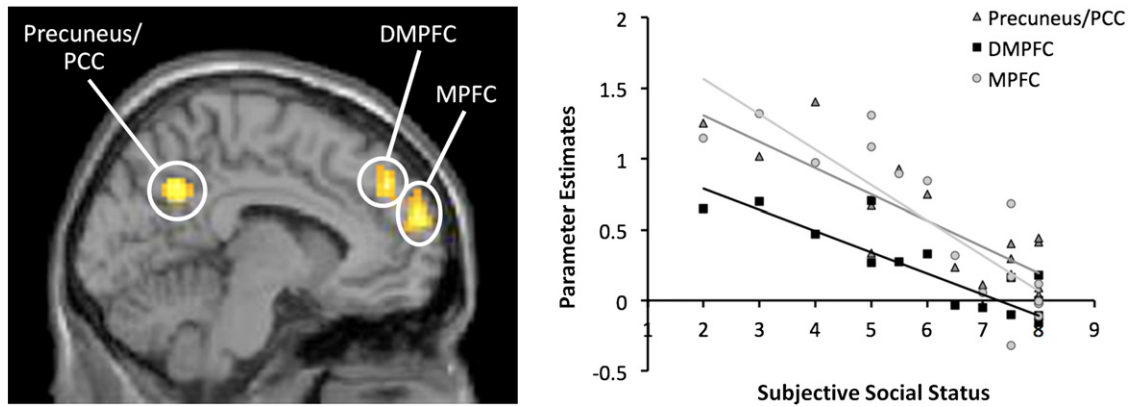 Precuneus/
PCC
DMPFC
MPFC
Precuneus/PCC
DMPFC
MPFC
2
1.5
1
0.5
0
-0.5
1 2 3 4 5 6 7 8 9
Parameter Estimates
Subjective Social Status